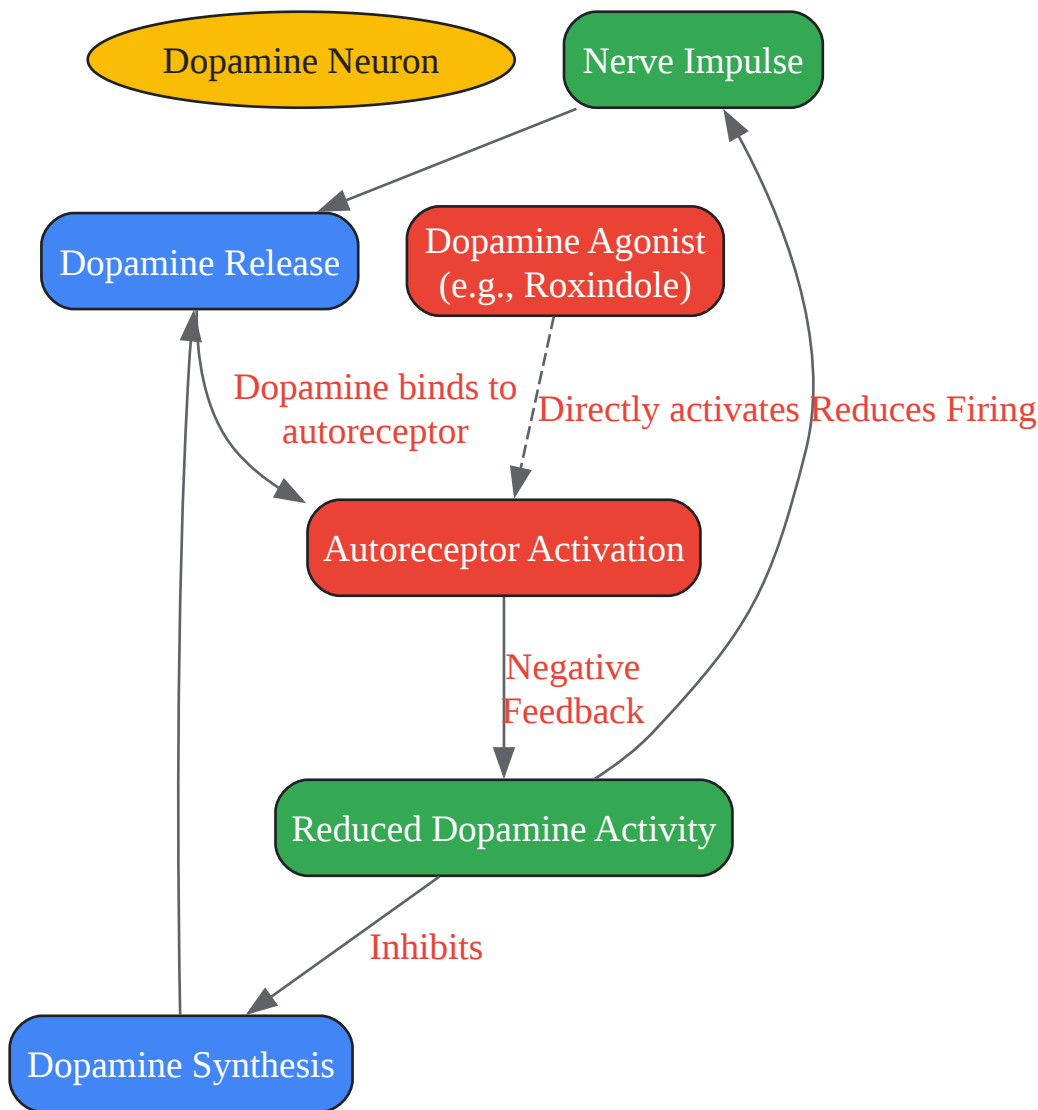 Dopamine Neuron
Nerve Impulse
Dopamine Release
Dopamine Agonist
(e.g., Roxindole)
Dopamine binds to
autoreceptor
Directly activates
Reduces Firing
Autoreceptor Activation
Negative
Feedback
Reduced Dopamine Activity
Inhibits
Dopamine Synthesis